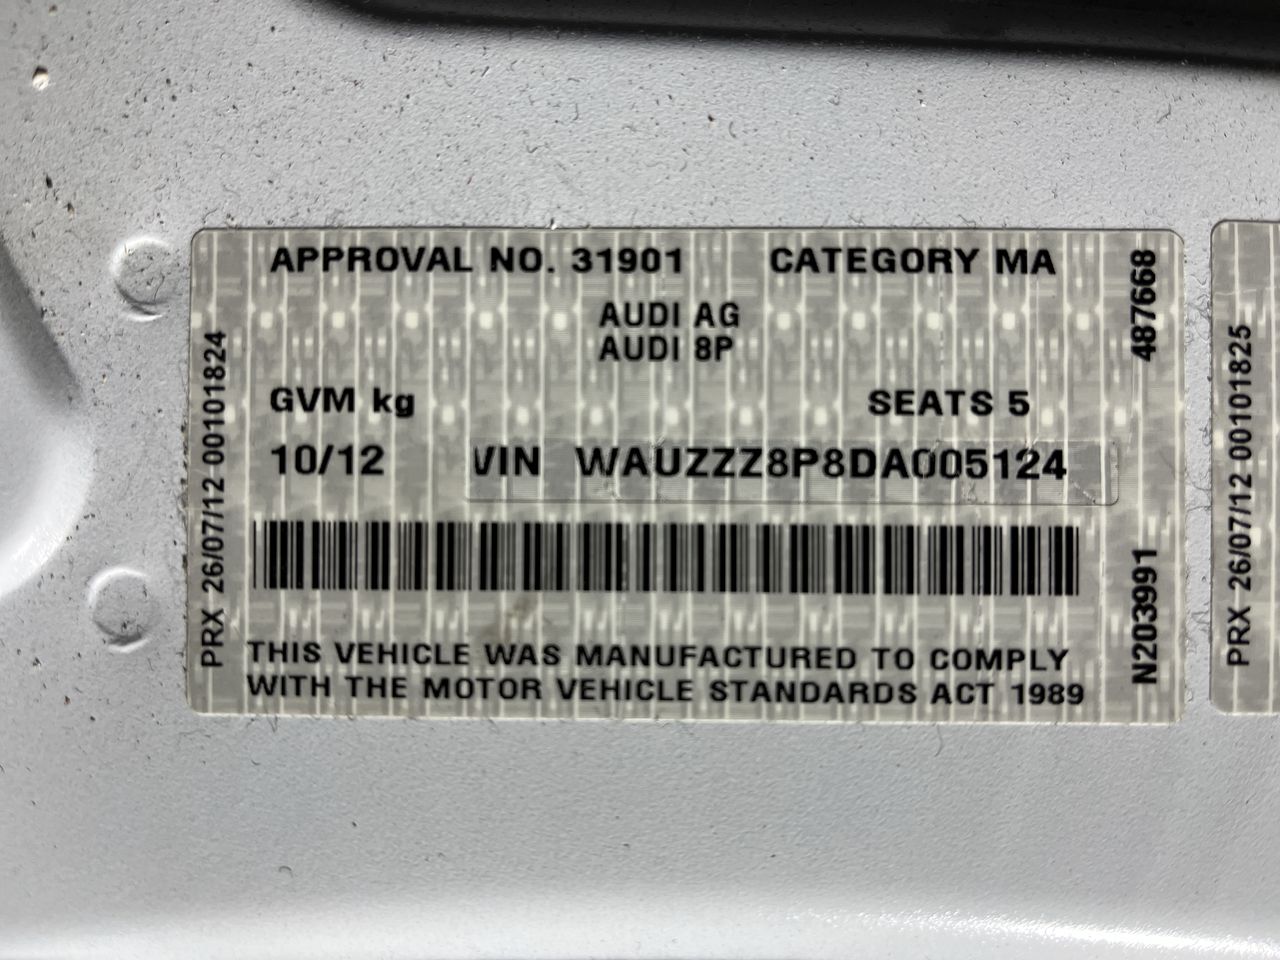 APPROVAL NO. 31901 CATEGORY MA
AUDI AG
AUDI 8P
GVM kg SEATS 5
10/12 VIN WAUZZZ8P8DA005124
THIS VEHICLE WAS MANUFACTURED TO COMPLY
WITH THE MOTOR VEHICLE STANDARDS ACT 1989
PRX 26/07/12 00101824
487668
N203991
PRX 26/07/12 00101825